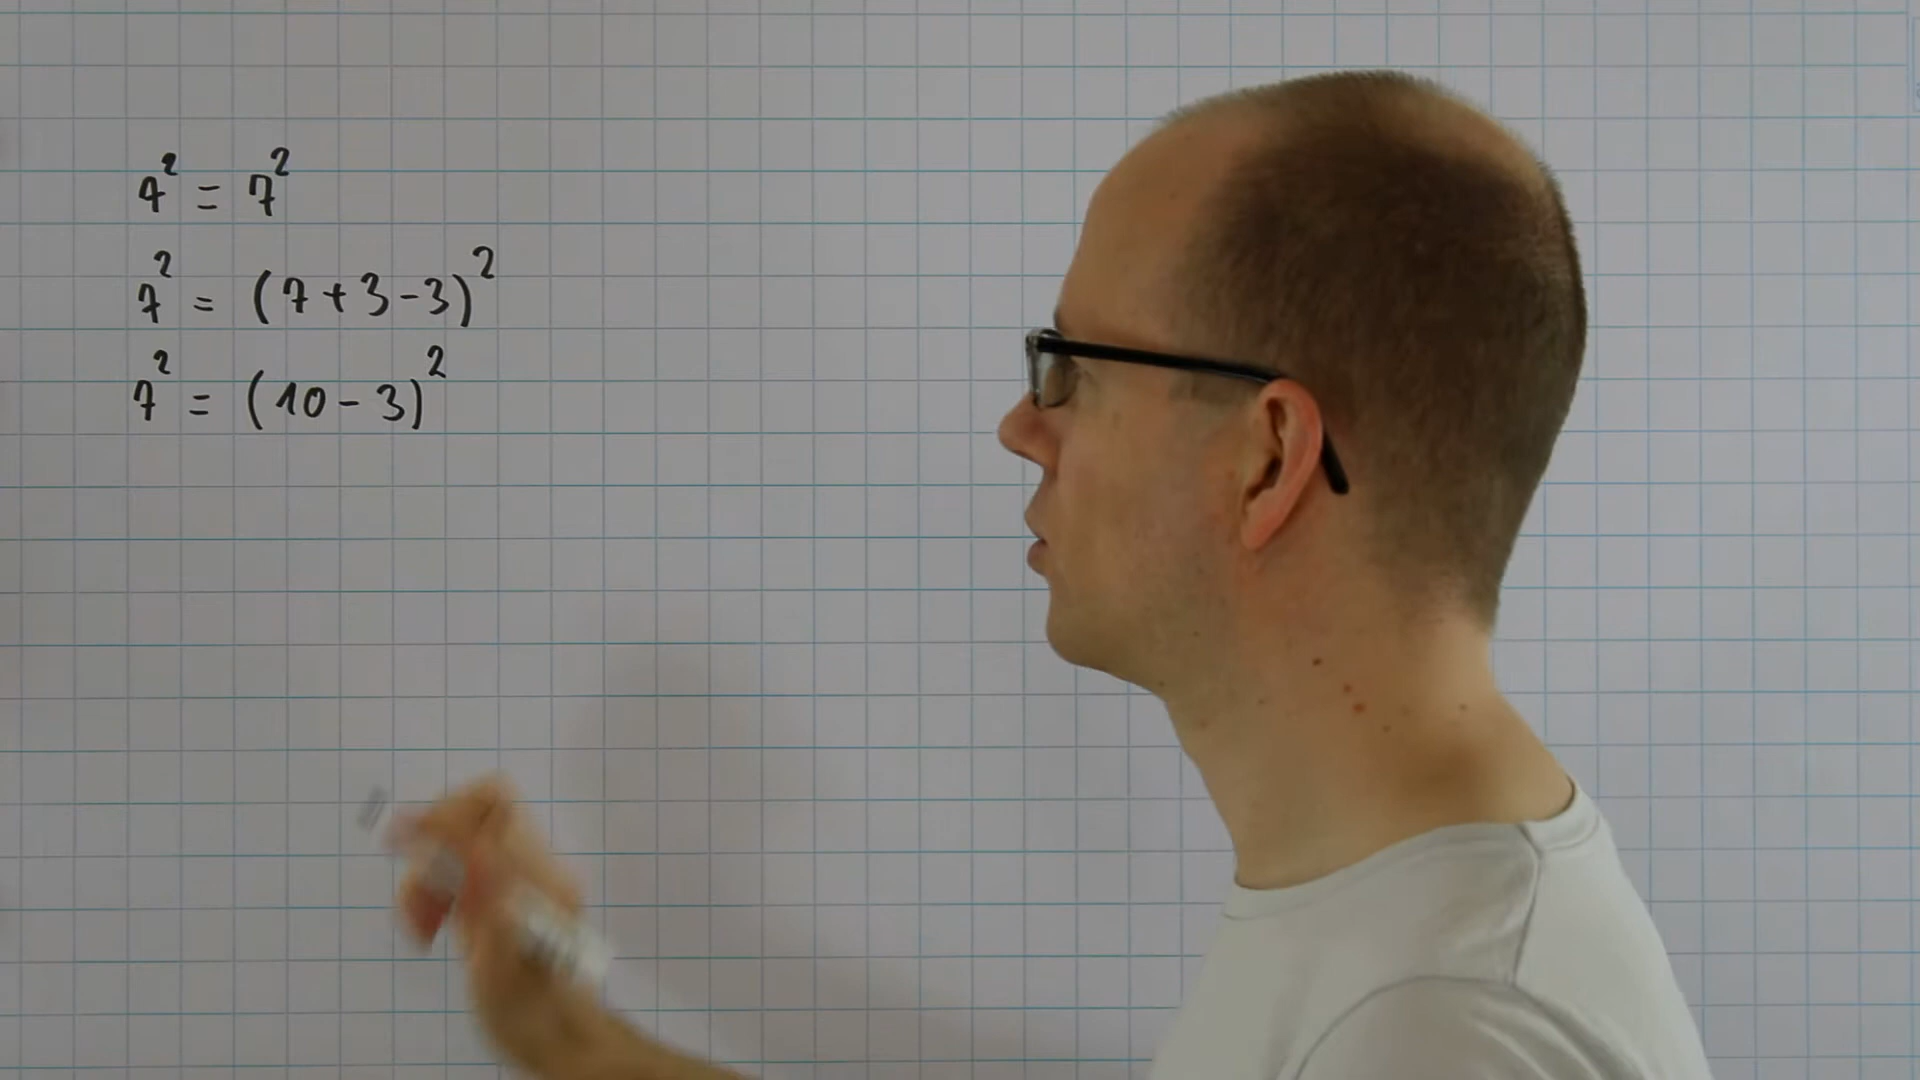 7² = 7²
7² = (7+3-3)²
7² = (10-3)²